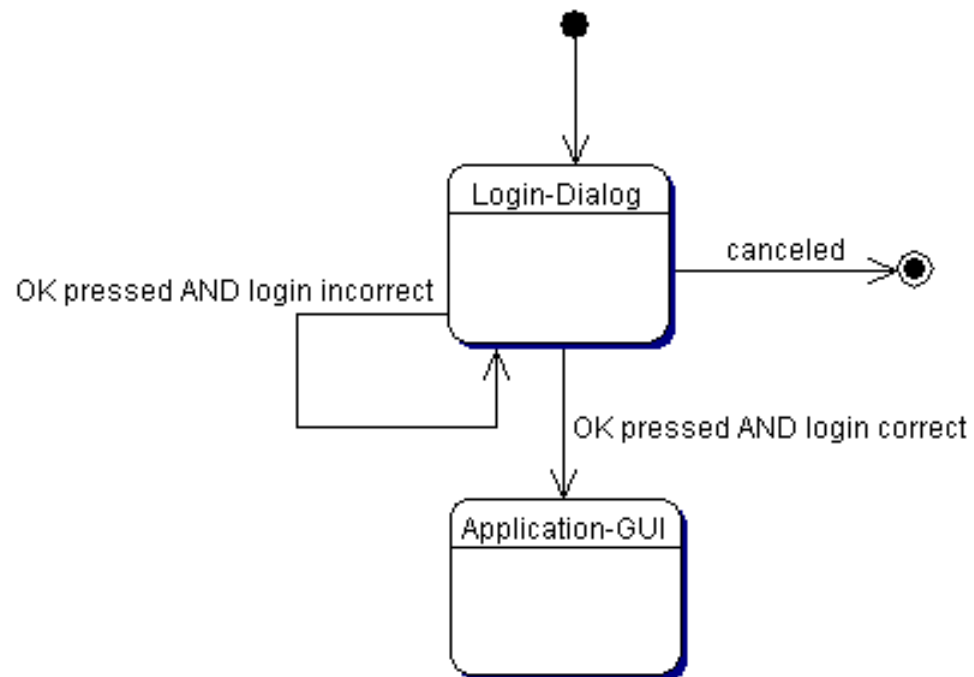 Login-Dialog
canceled
OK pressed AND login incorrect
OK pressed AND login correct
Application-GUI